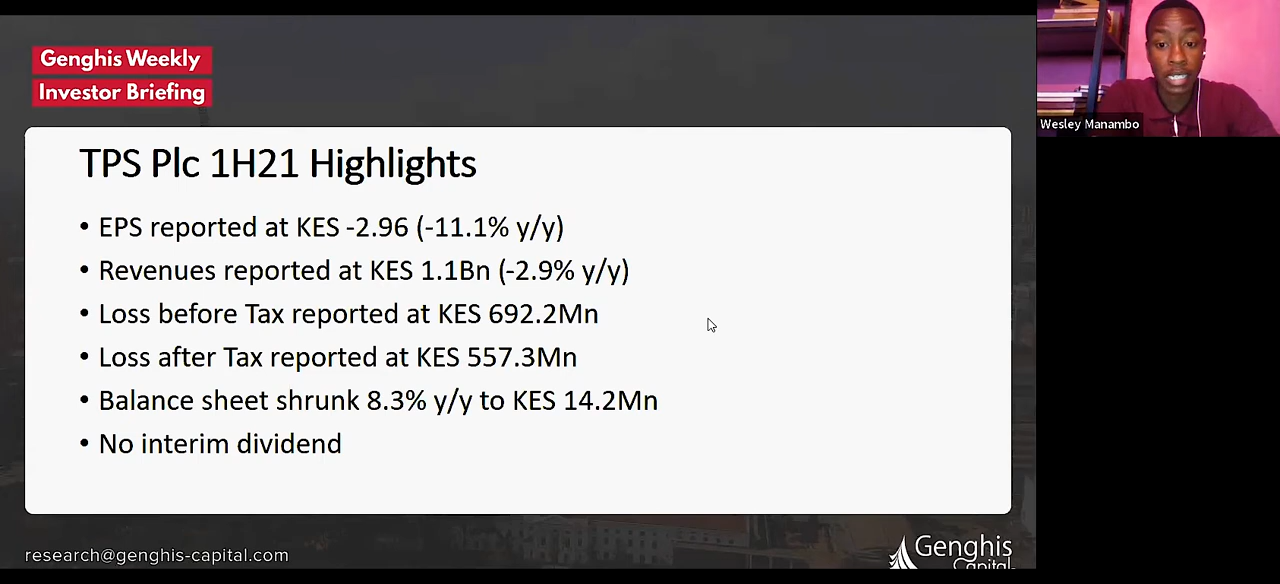 Genghis Weekly
Investor Briefing
TPS Plc 1H21 Highlights
• EPS reported at KES -2.96 (-11.1% y/y)
• Revenues reported at KES 1.1Bn (-2.9% y/y)
• Loss before Tax reported at KES 692.2Mn
• Loss after Tax reported at KES 557.3Mn
• Balance sheet shrunk 8.3% y/y to KES 14.2Mn
• No interim dividend
research@genghis-capital.com
Genghis
Capital
Wesley Manambo